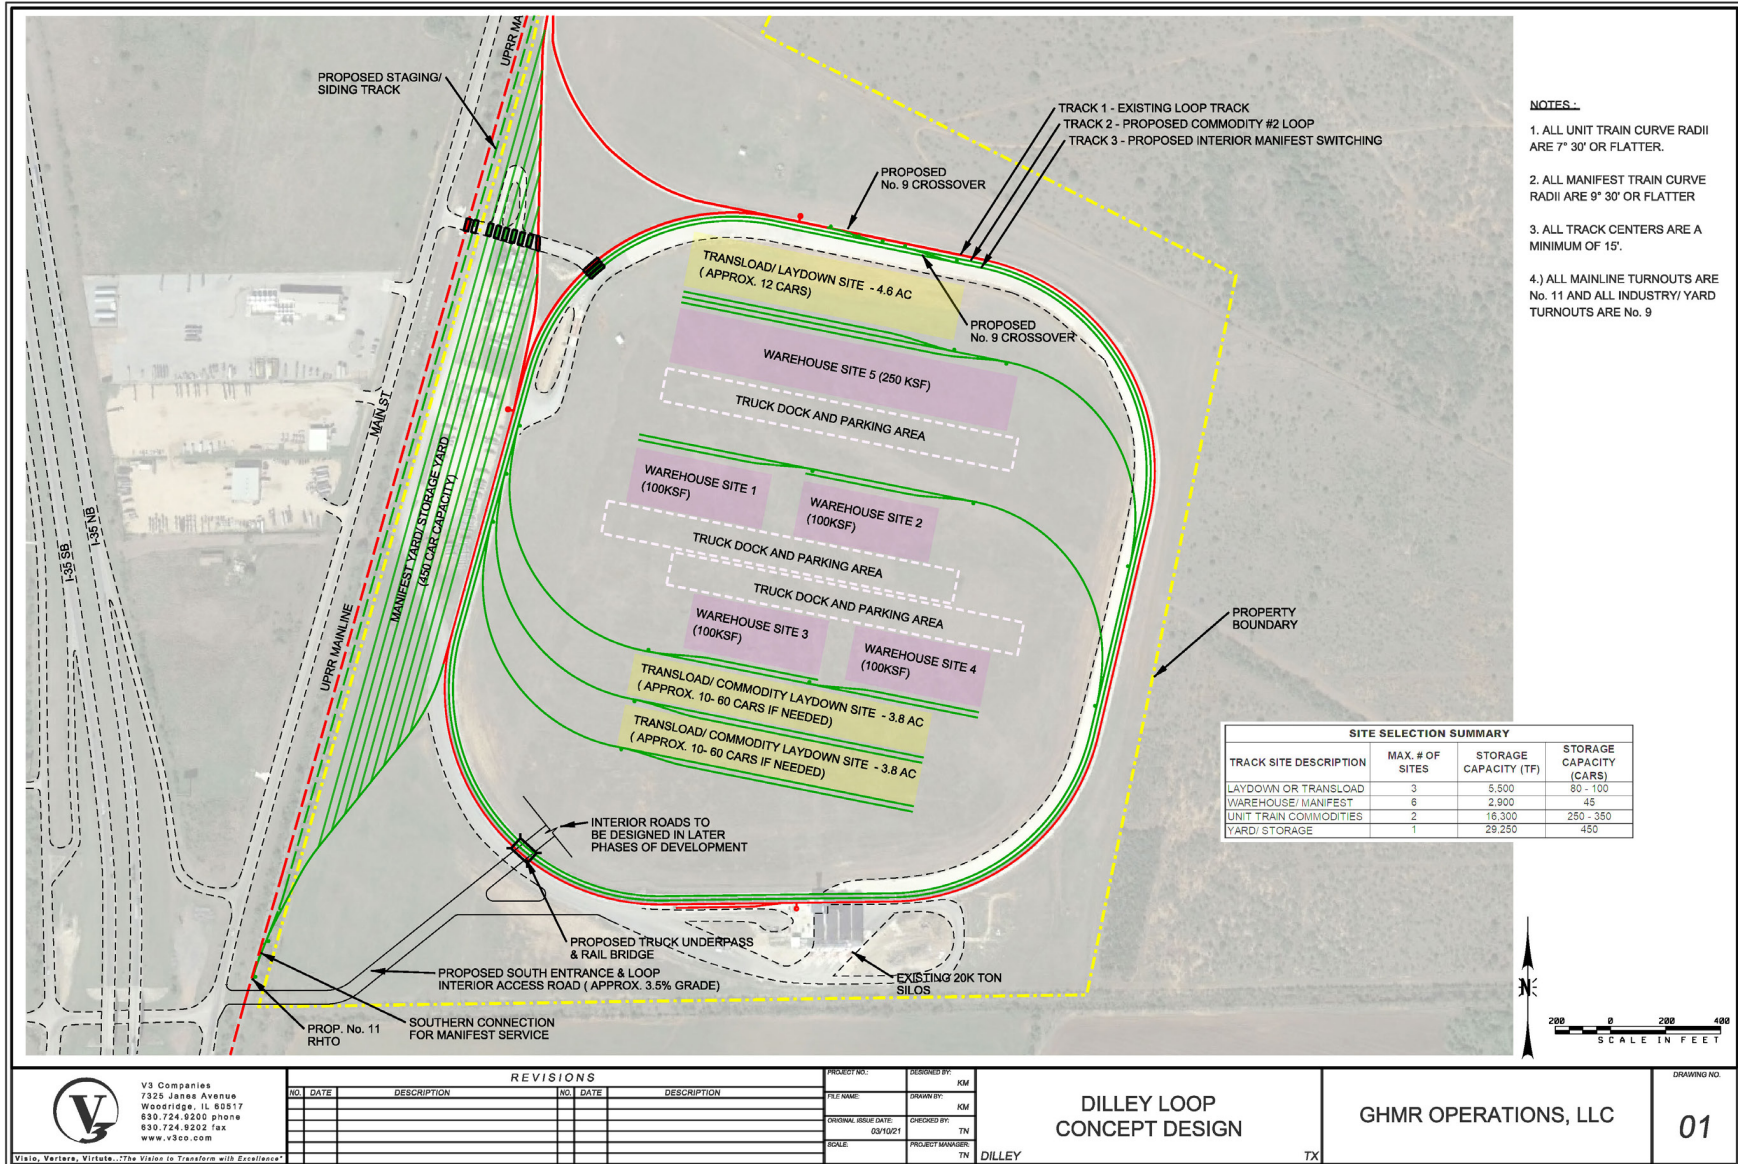 UPRR MA
PROPOSED STAGING/
SIDING TRACK
TRACK 1 - EXISTING LOOP TRACK
TRACK 2 - PROPOSED COMMODITY #2 LOOP
TRACK 3 - PROPOSED INTERIOR MANIFEST SWITCHING
PROPOSED
No. 9 CROSSOVER
TRANSLOAD/ LAYDOWN SITE - 4.6 AC
( APPROX. 12 CARS)
PROPOSED
No. 9 CROSSOVER
WAREHOUSE SITE 5 (250 KSF)
TRUCK DOCK AND PARKING AREA
MAIN ST
I-35 SB
I-35 NB
UPRR MAINLINE
MANIFEST YARD/ STORAGE YARD
(450 CAR CAPACITY)
WAREHOUSE SITE 1
(100KSF)
WAREHOUSE SITE 2
(100KSF)
TRUCK DOCK AND PARKING AREA
TRUCK DOCK AND PARKING AREA
WAREHOUSE SITE 3
(100KSF)
WAREHOUSE SITE 4
(100KSF)
TRANSLOAD/ COMMODITY LAYDOWN SITE - 3.8 AC
( APPROX. 10- 60 CARS IF NEEDED)
TRANSLOAD/ COMMODITY LAYDOWN SITE - 3.8 AC
( APPROX. 10- 60 CARS IF NEEDED)
PROPERTY
BOUNDARY
INTERIOR ROADS TO
BE DESIGNED IN LATER
PHASES OF DEVELOPMENT
PROPOSED TRUCK UNDERPASS
& RAIL BRIDGE
PROPOSED SOUTH ENTRANCE & LOOP
INTERIOR ACCESS ROAD ( APPROX. 3.5% GRADE)
EXISTING 20K TON
SILOS
PROP. No. 11
RHTO
SOUTHERN CONNECTION
FOR MANIFEST SERVICE
NOTES :
1. ALL UNIT TRAIN CURVE RADII
ARE 7° 30' OR FLATTER.
2. ALL MANIFEST TRAIN CURVE
RADII ARE 9° 30' OR FLATTER
3. ALL TRACK CENTERS ARE A
MINIMUM OF 15'.
4.) ALL MAINLINE TURNOUTS ARE
No. 11 AND ALL INDUSTRY/ YARD
TURNOUTS ARE No. 9
SITE SELECTION SUMMARY
TRACK SITE DESCRIPTION MAX. # OF SITES STORAGE CAPACITY (TF) STORAGE CAPACITY (CARS)
LAYDOWN OR TRANSLOAD 3 5,500 80 - 100
WAREHOUSE/ MANIFEST 6 2,900 45
UNIT TRAIN COMMODITIES 2 16,300 250 - 350
YARD/ STORAGE 1 29,250 450
N
200 0 200 400
SCALE IN FEET
V3
V3 Companies
7325 Janes Avenue
Woodridge, IL 60517
630.724.9200 phone
630.724.9202 fax
www.v3co.com
Visio, Vertere, Virtute..."The Vision to Transform with Excellence"
REVISIONS
NO. DATE DESCRIPTION NO. DATE DESCRIPTION
PROJECT NO.:
DESIGNED BY:
KM
FILE NAME:
DRAWN BY:
KM
ORIGINAL ISSUE DATE:
03/10/21
CHECKED BY:
TN
SCALE:
PROJECT MANAGER:
TN
DILLEY LOOP
CONCEPT DESIGN
DILLEY TX
GHMR OPERATIONS, LLC
DRAWING NO.
01